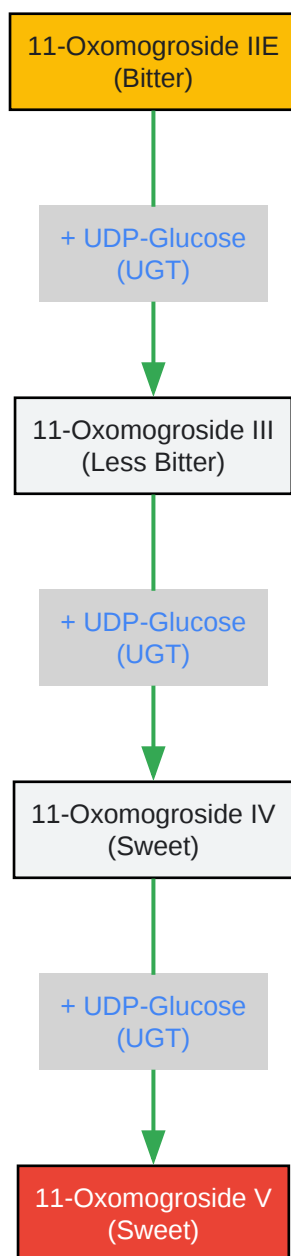 11-Oxomogroside IIE
(Bitter)
+ UDP-Glucose
(UGT)
11-Oxomogroside III
(Less Bitter)
+ UDP-Glucose
(UGT)
11-Oxomogroside IV
(Sweet)
+ UDP-Glucose
(UGT)
11-Oxomogroside V
(Sweet)